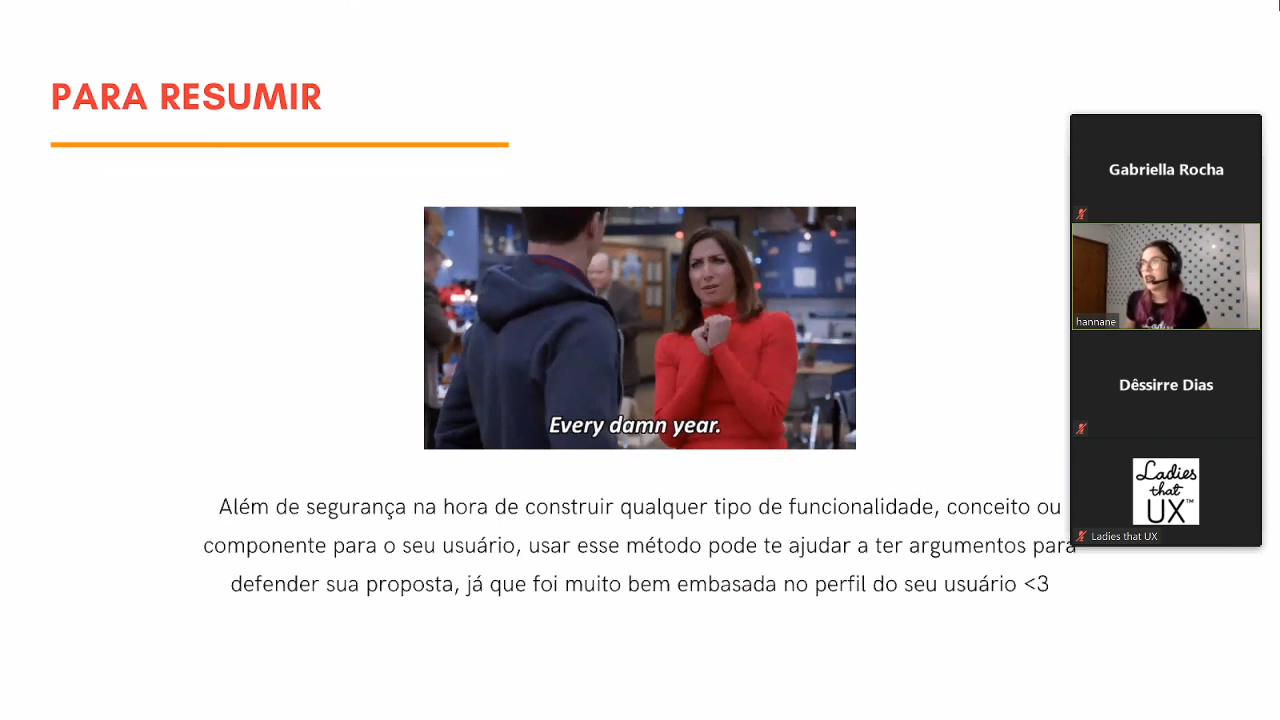 PARA RESUMIR
Every damn year.
Além de segurança na hora de construir qualquer tipo de funcionalidade, conceito ou
componente para o seu usuário, usar esse método pode te ajudar a ter argumentos para
defender sua proposta, já que foi muito bem embasada no perfil do seu usuário <3
Gabriella Rocha
hannane
Dêssirre Dias
Ladies
that
UX™
Ladies that UX